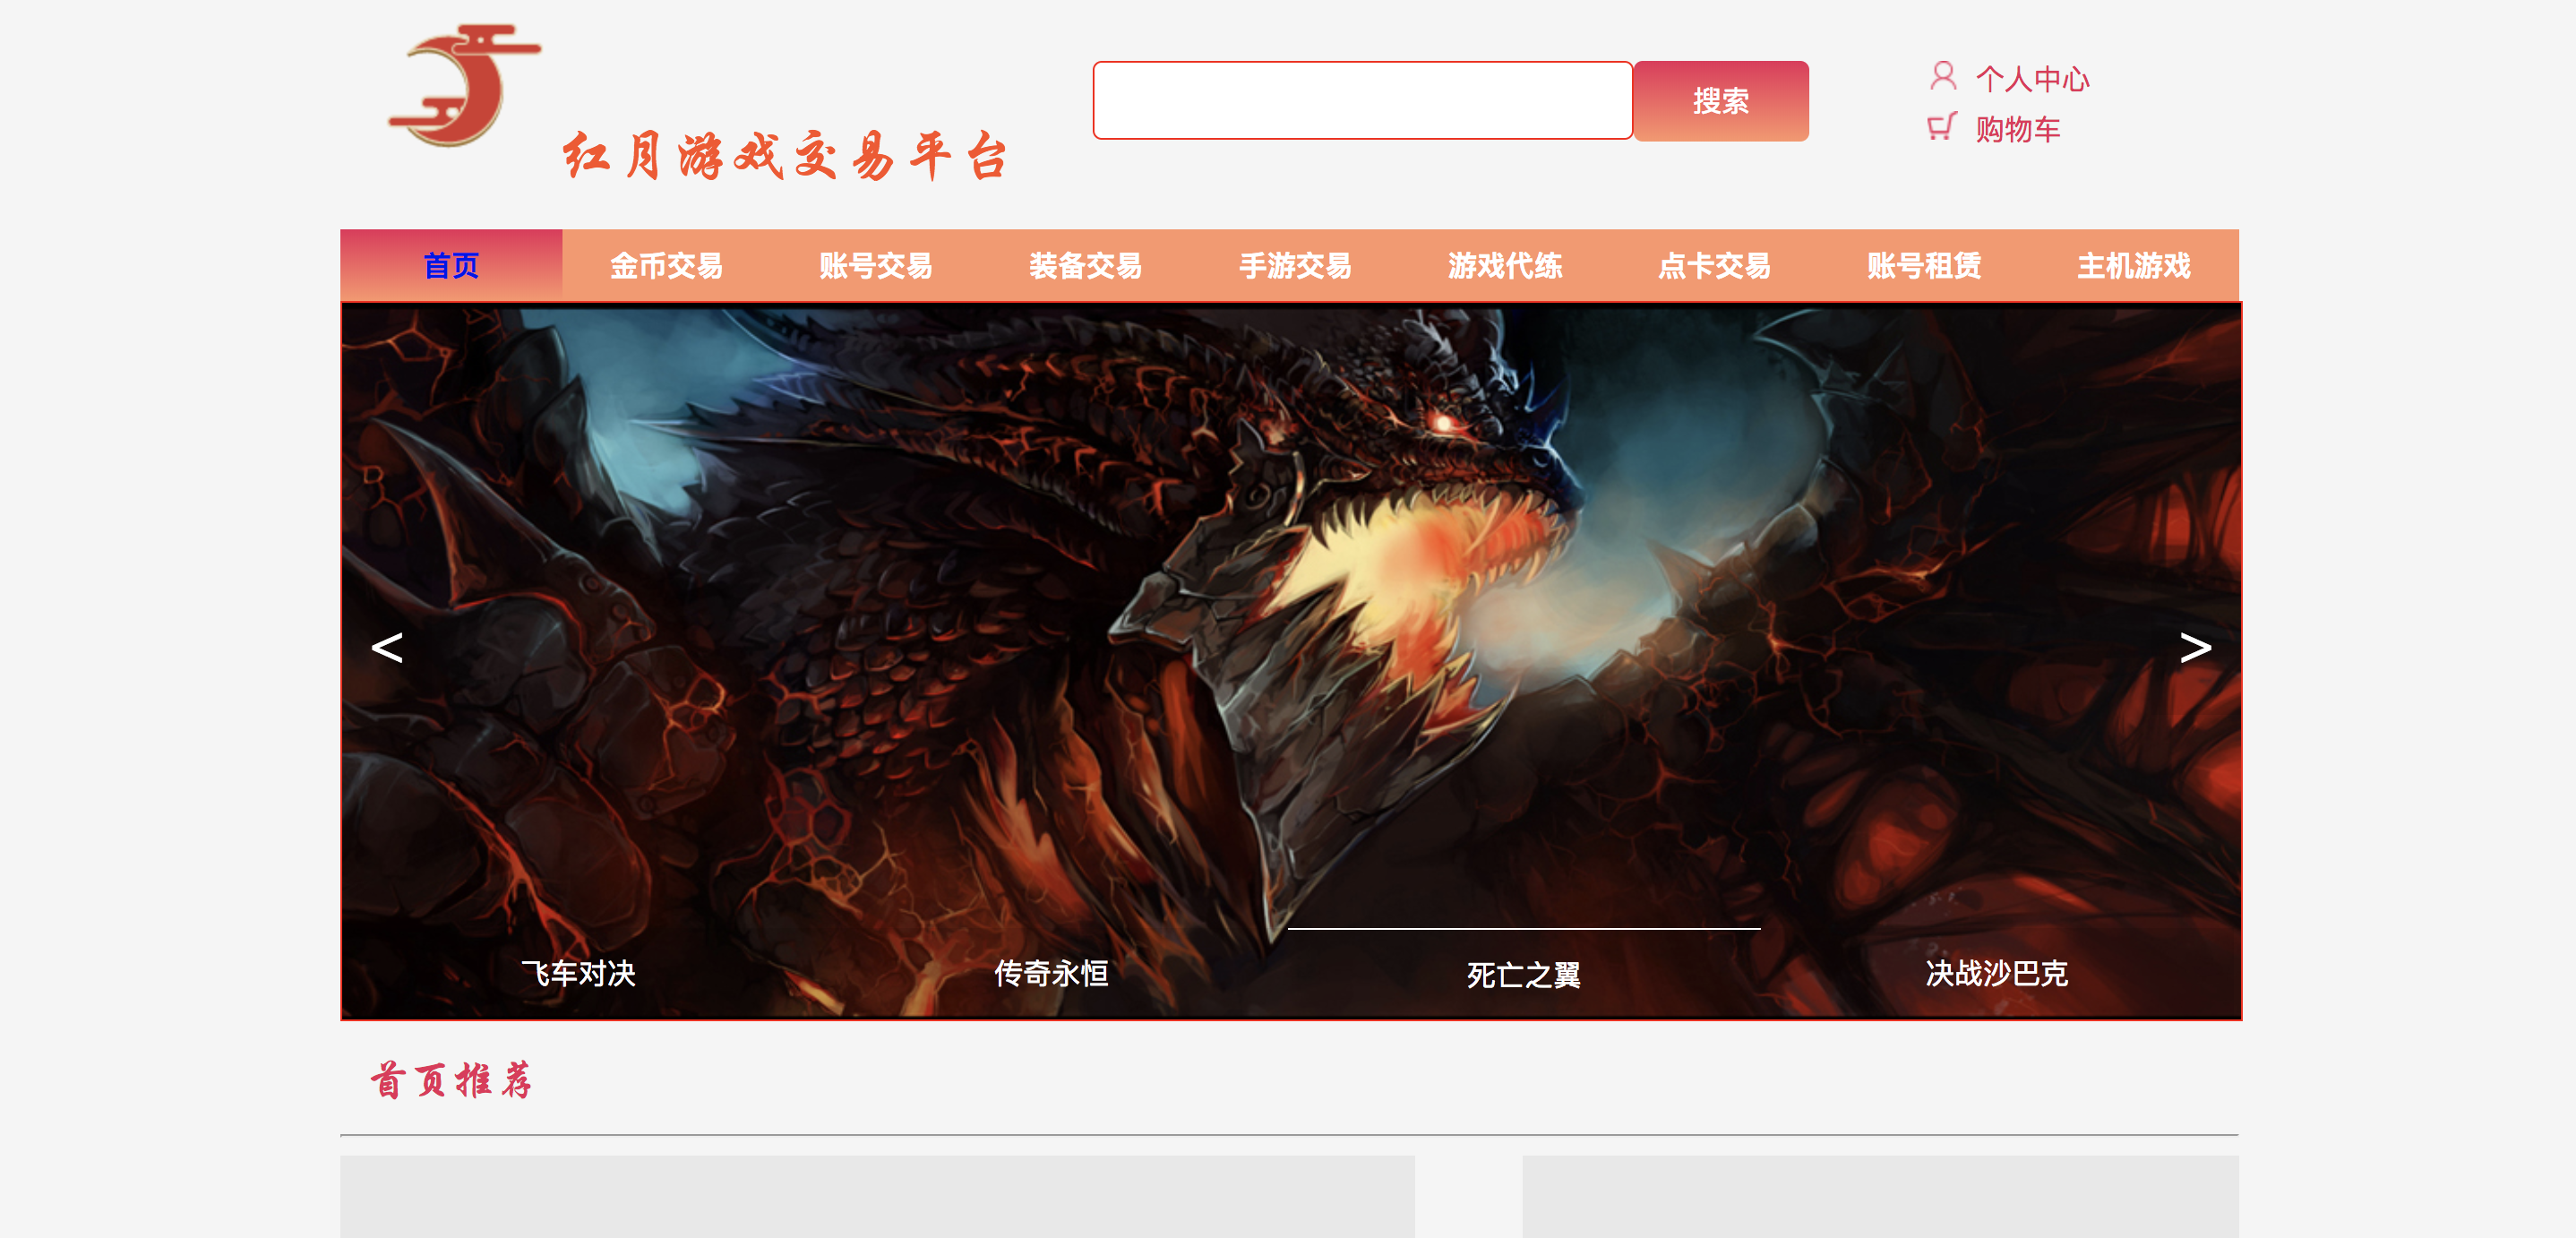 红月游戏交易平台
搜索
个人中心
购物车
首页 金币交易 账号交易 装备交易 手游交易 游戏代练 点卡交易 账号租赁 主机游戏
< >
飞车对决 传奇永恒 死亡之翼 决战沙巴克
首页推荐